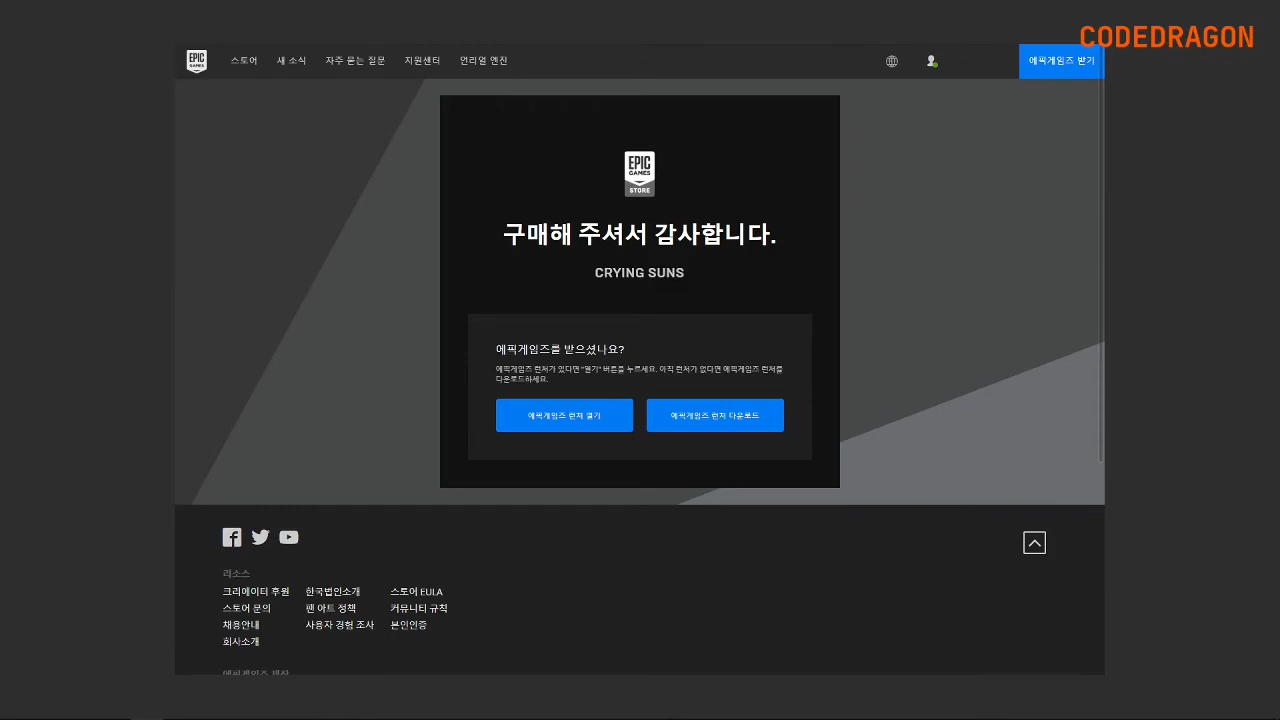 CODEDRAGON
EPIC GAMES
스토어
새 소식
자주 묻는 질문
지원센터
언리얼 엔진
에픽게임즈 받기
EPIC
GAMES
STORE
구매해 주셔서 감사합니다.
CRYING SUNS
에픽게임즈를 받으셨나요?
에픽게임즈 런처가 있다면 "열기" 버튼을 누르세요. 아직 런처가 없다면 에픽게임즈 런처를
다운로드하세요.
에픽게임즈 런처 열기
에픽게임즈 런처 다운로드
리소스
크리에이터 후원
한국법인소개
스토어 EULA
스토어 문의
팬 아트 정책
커뮤니티 규칙
채용안내
사용자 경험 조사
본인인증
회사소개